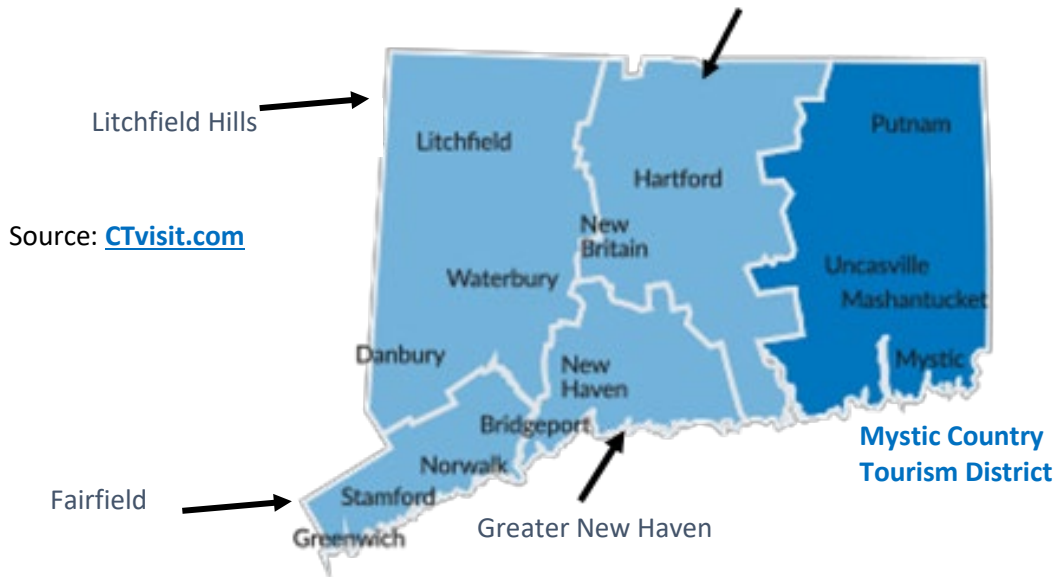 Litchfield Hills
Litchfield
Putnam
Hartford
Source: CTvisit.com
New
Britain
Waterbury
Uncasville
Mashantucket
Danbury
New
Haven
Mystic
Bridgeport
Mystic Country
Tourism District
Norwalk
Fairfield
Stamford
Greater New Haven
Greenwich